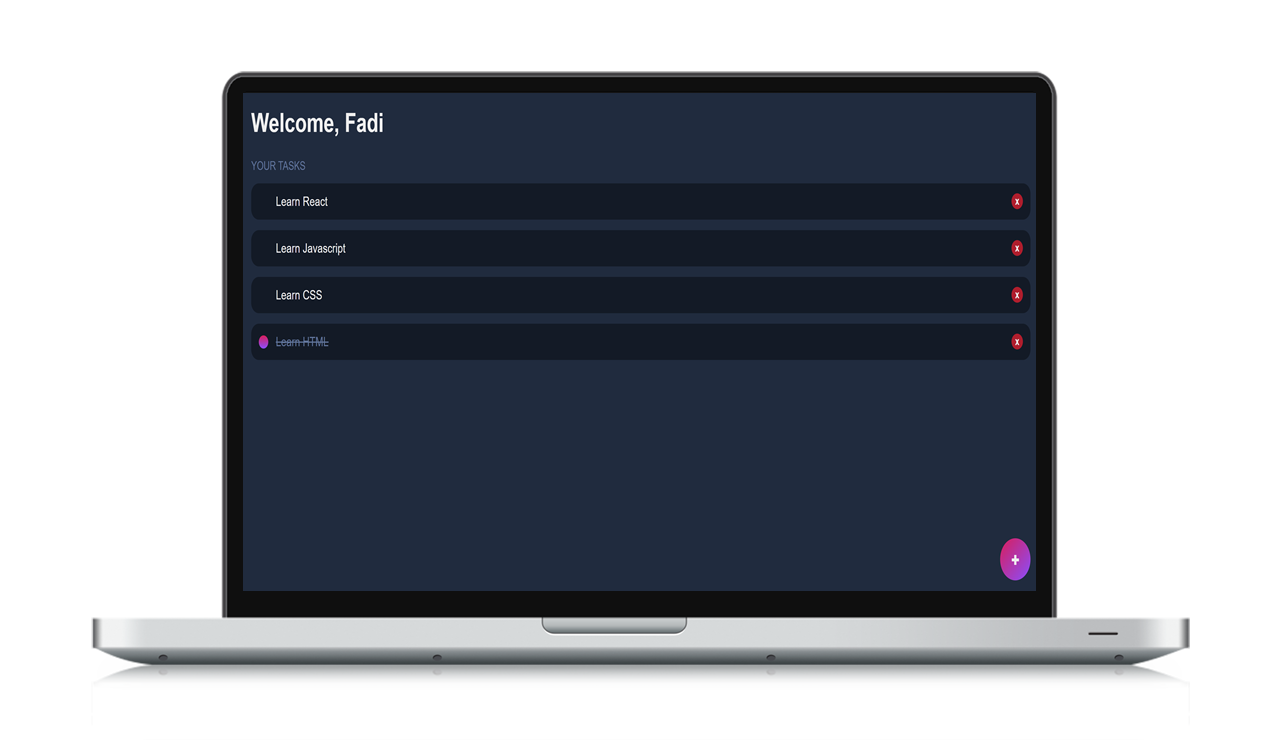 Welcome, Fadi
YOUR TASKS
Learn React
x
Learn Javascript
x
Learn CSS
x
Learn HTML
x
+